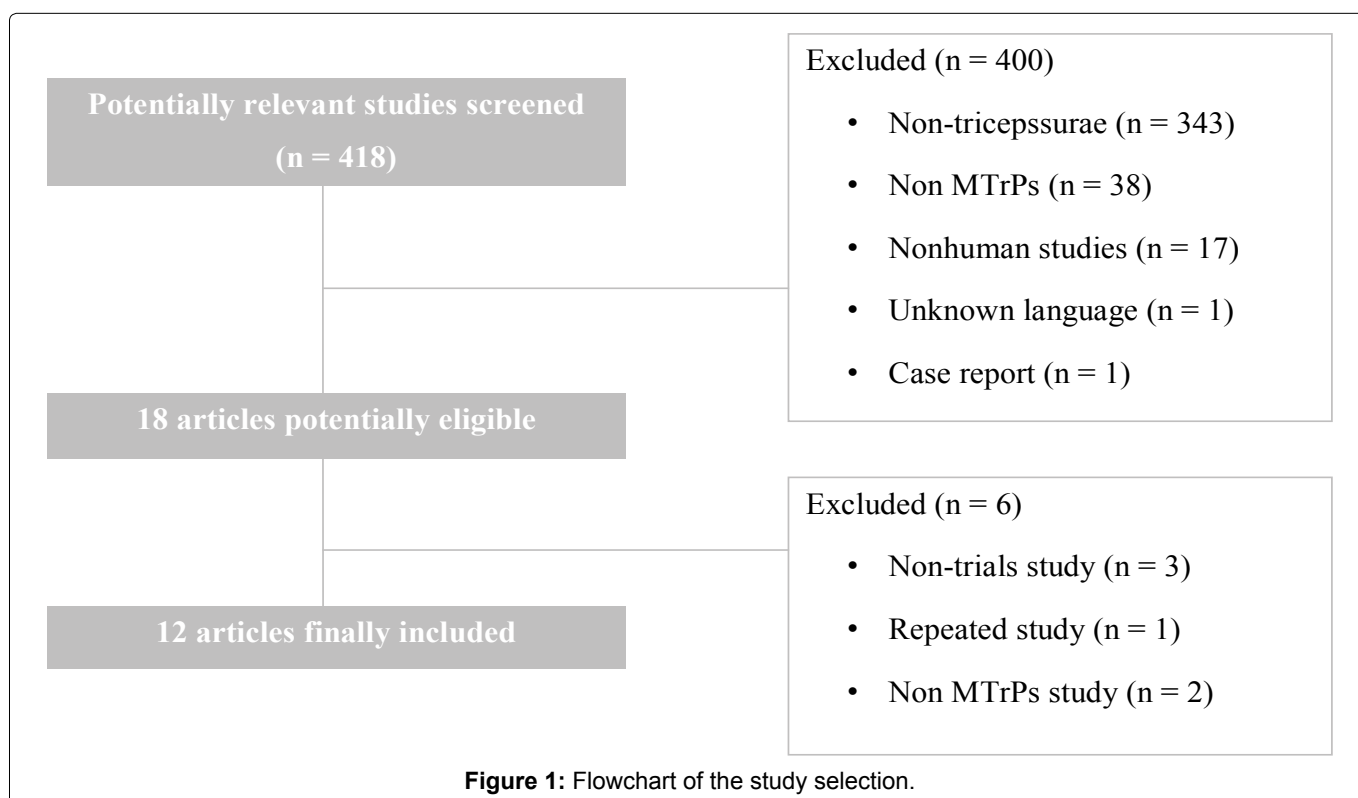 Potentially relevant studies screened
(n = 418)
Excluded (n = 400)
• Non-tricepssurae (n = 343)
• Non MTrPs (n = 38)
• Nonhuman studies (n = 17)
• Unknown language (n = 1)
• Case report (n = 1)
18 articles potentially eligible
Excluded (n = 6)
• Non-trials study (n = 3)
• Repeated study (n = 1)
• Non MTrPs study (n = 2)
12 articles finally included
Figure 1: Flowchart of the study selection.